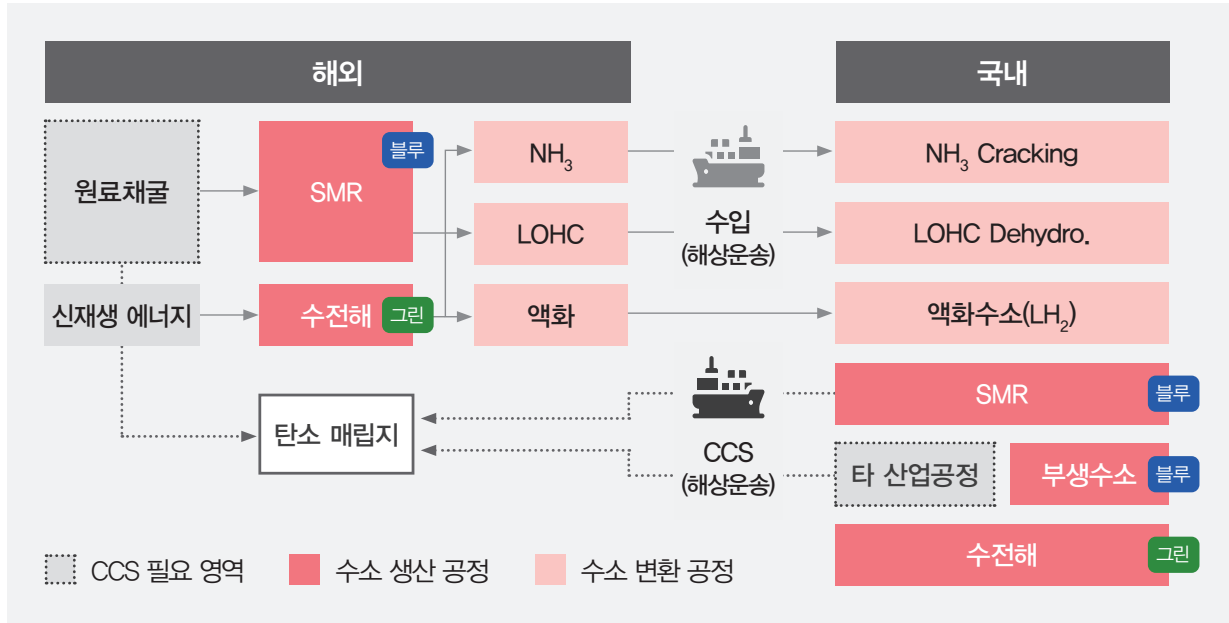 해외
국내
원료채굴
SMR
블루
NH₃
NH₃ Cracking
LOHC
수입
(해상운송)
LOHC Dehydro.
신재생 에너지
수전해
그린
액화
액화수소(LH₂)
탄소 매립지
CCS
(해상운송)
SMR
블루
타 산업공정
부생수소
블루
수전해
그린
CCS 필요 영역
수소 생산 공정
수소 변환 공정